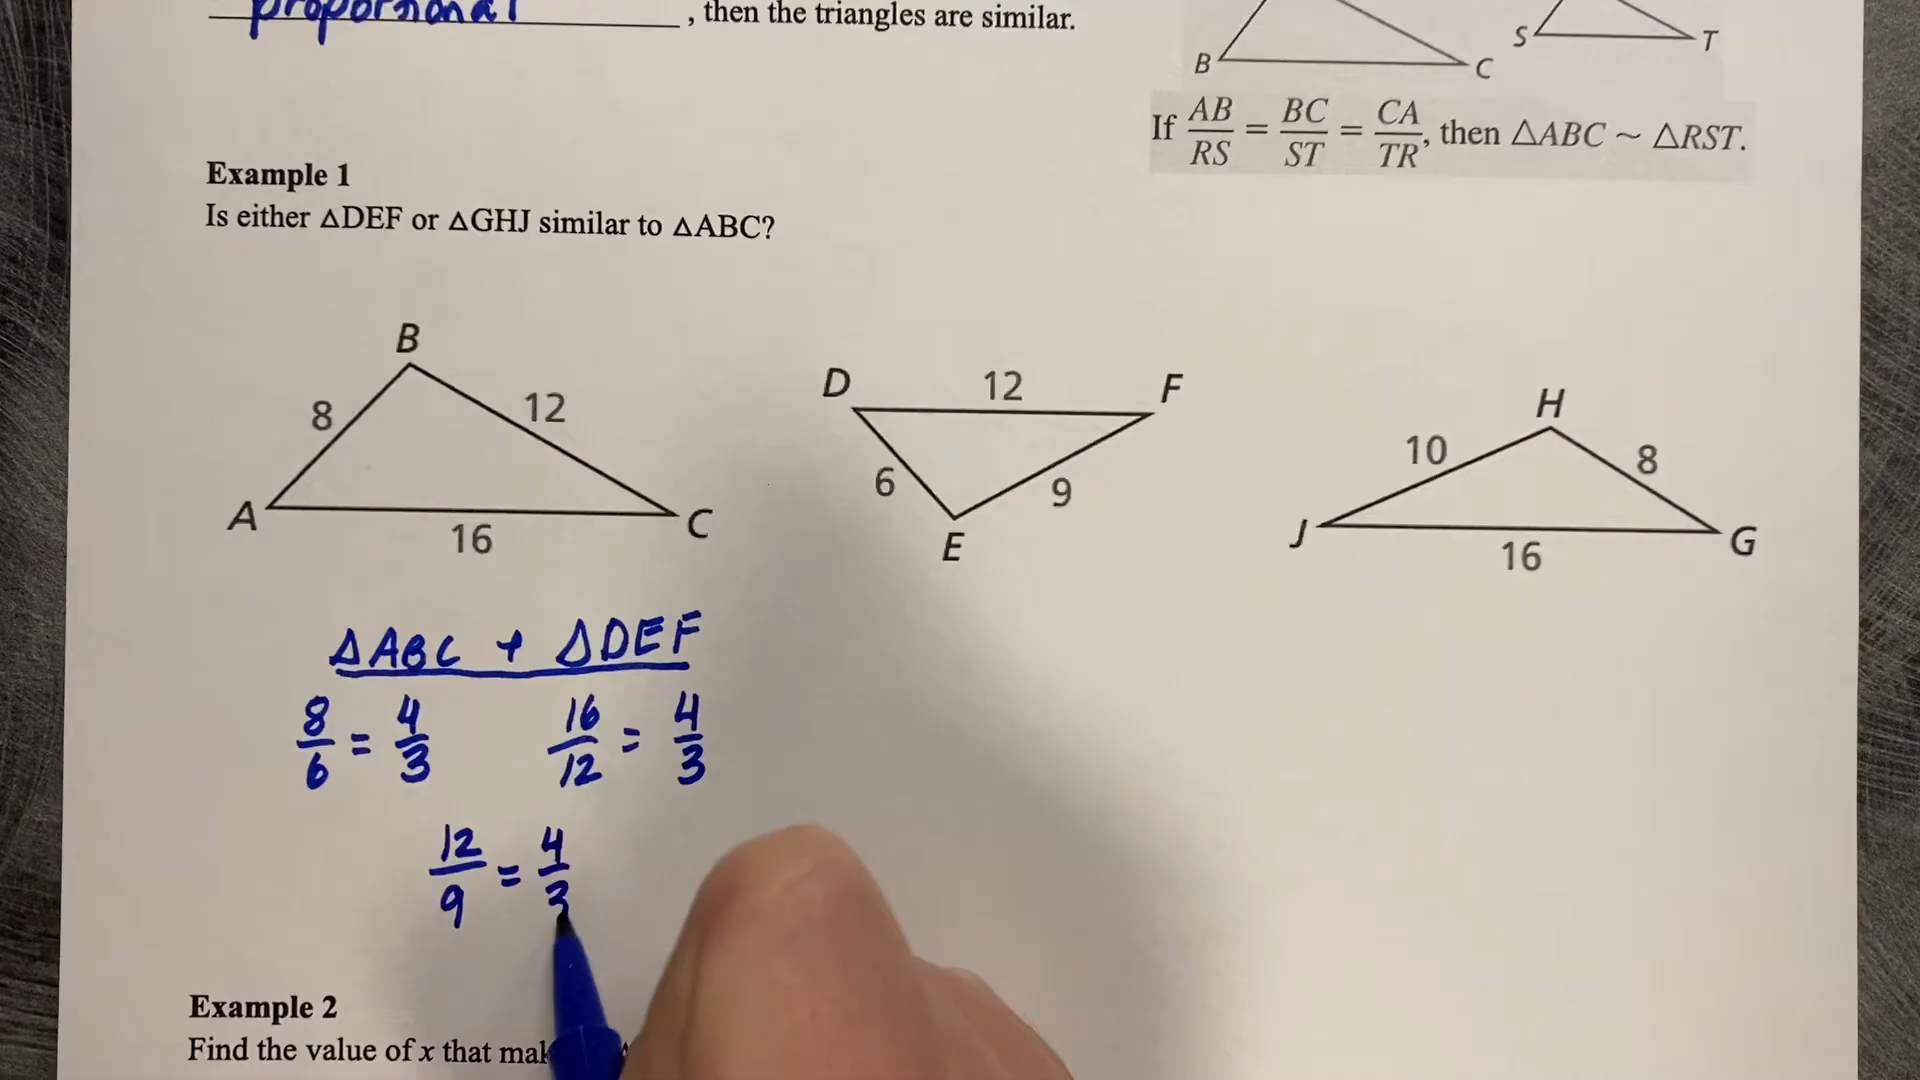 proportional, then the triangles are similar.
S T
B C
If AB/RS = BC/ST = CA/TR, then △ABC ~ △RST.
Example 1
Is either △DEF or △GHJ similar to △ABC?
B
8 12
A C
16
D 12 F
6 9
E
H
10 8
J G
16
△ABC + △DEF
8/6 = 4/3 16/12 = 4/3
12/9 = 4/3
Example 2
Find the value of x that